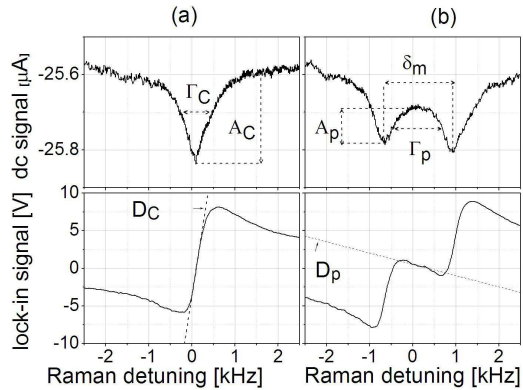 (a) (b)
dc signal [μA]
-25.6
-25.8
Γ_C
A_C
δ_m
A_p
Γ_p
lock-in signal [V]
10
5
0
-5
-10
D_C
D_p
-2 -1 0 1 2 -2 -1 0 1 2
Raman detuning [kHz] Raman detuning [kHz]